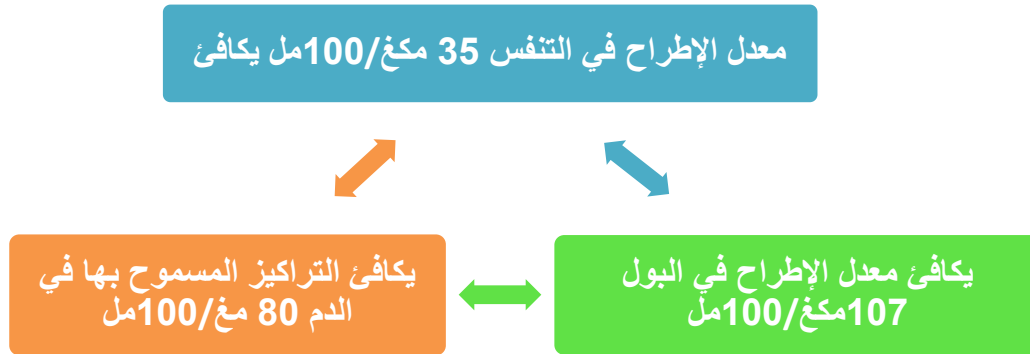 معدل الإطراح في التنفس 35 مكغ/100مل يكافئ
يكافئ معدل الإطراح في البول
107مكغ/100مل
يكافئ التراكيز المسموح بها في
الدم 80 مغ/100مل